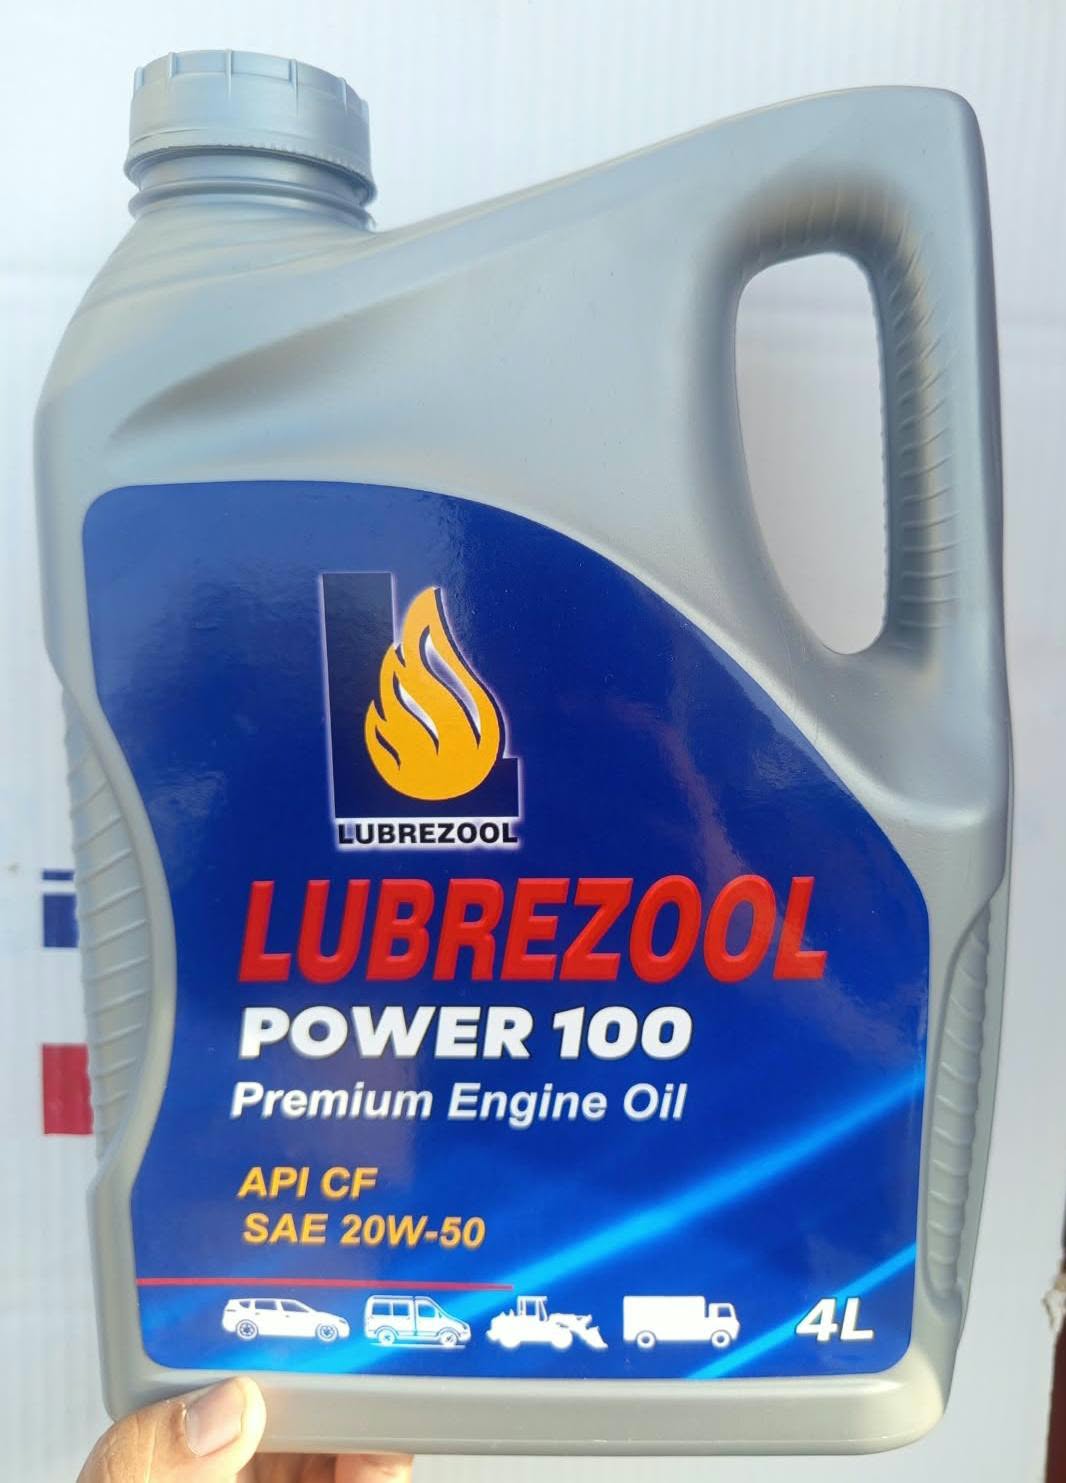 LUBREZOOL
LUBREZOOL
POWER 100
Premium Engine Oil
API CF
SAE 20W-50
4L